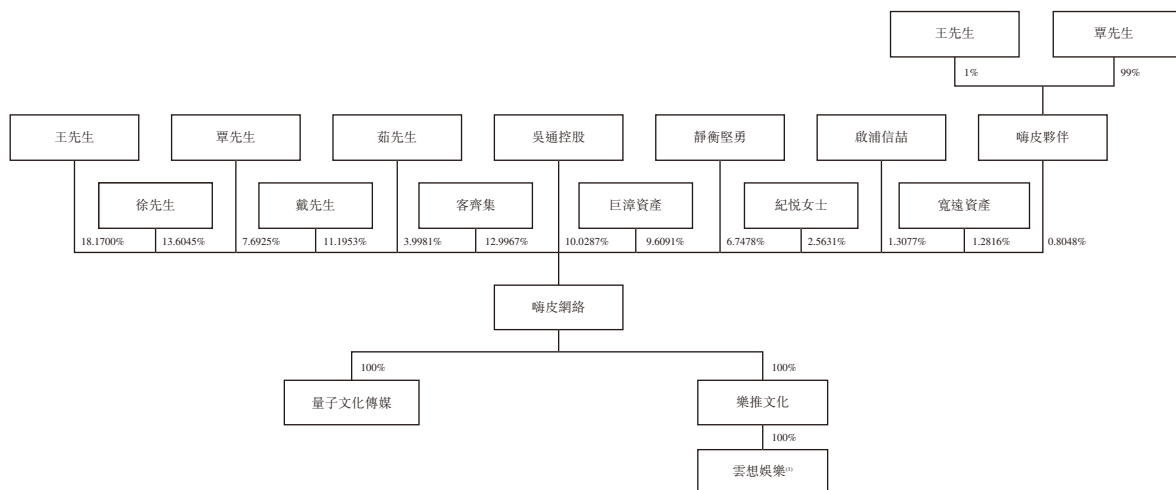 王先生
覃先生
1%
99%
王先生
覃先生
茹先生
吳通控股
靜衡堅勇
啟浦信喆
嗨皮夥伴
徐先生
戴先生
客齊集
巨漳資產
紀悦女士
寬遠資產
18.1700%
13.6045%
7.6925%
11.1953%
3.9981%
12.9967%
10.0287%
9.6091%
6.7478%
2.5631%
1.3077%
1.2816%
0.8048%
嗨皮網絡
100%
100%
量子文化傳媒
樂推文化
100%
雲想娛樂(1)